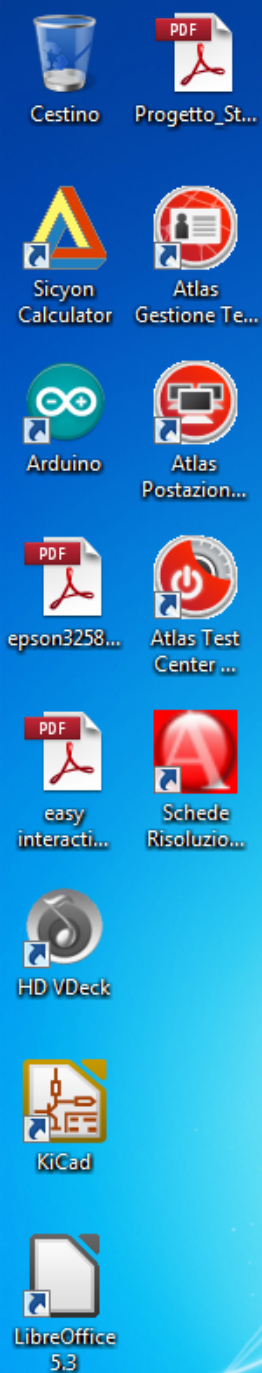 PDF
Cestino
Progetto_St...
Sicyon
Calculator
Atlas
Gestione Te...
Arduino
Atlas
Postazion...
PDF
epson3258...
Atlas Test
Center ...
PDF
easy
interacti...
Schede
Risoluzio...
HD VDeck
KiCad
LibreOffice
5.3